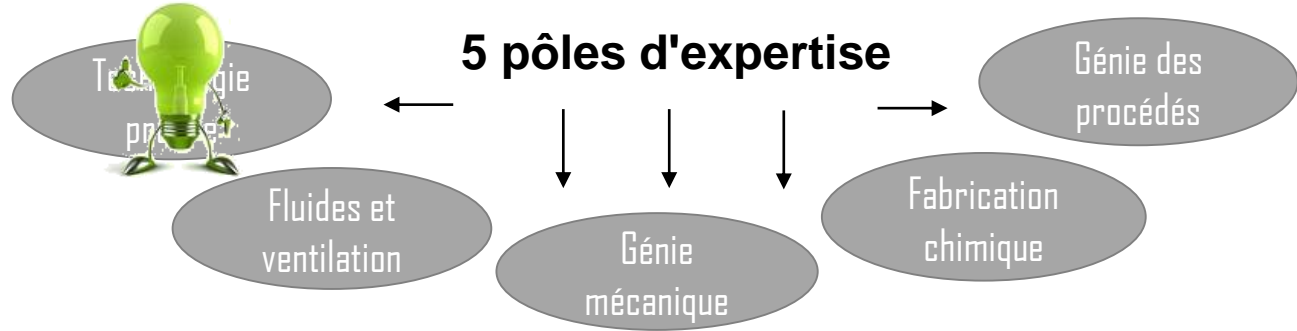 5 pôles d'expertise
Génie des
procédés
Fluides et
ventilation
Génie
mécanique
Fabrication
chimique